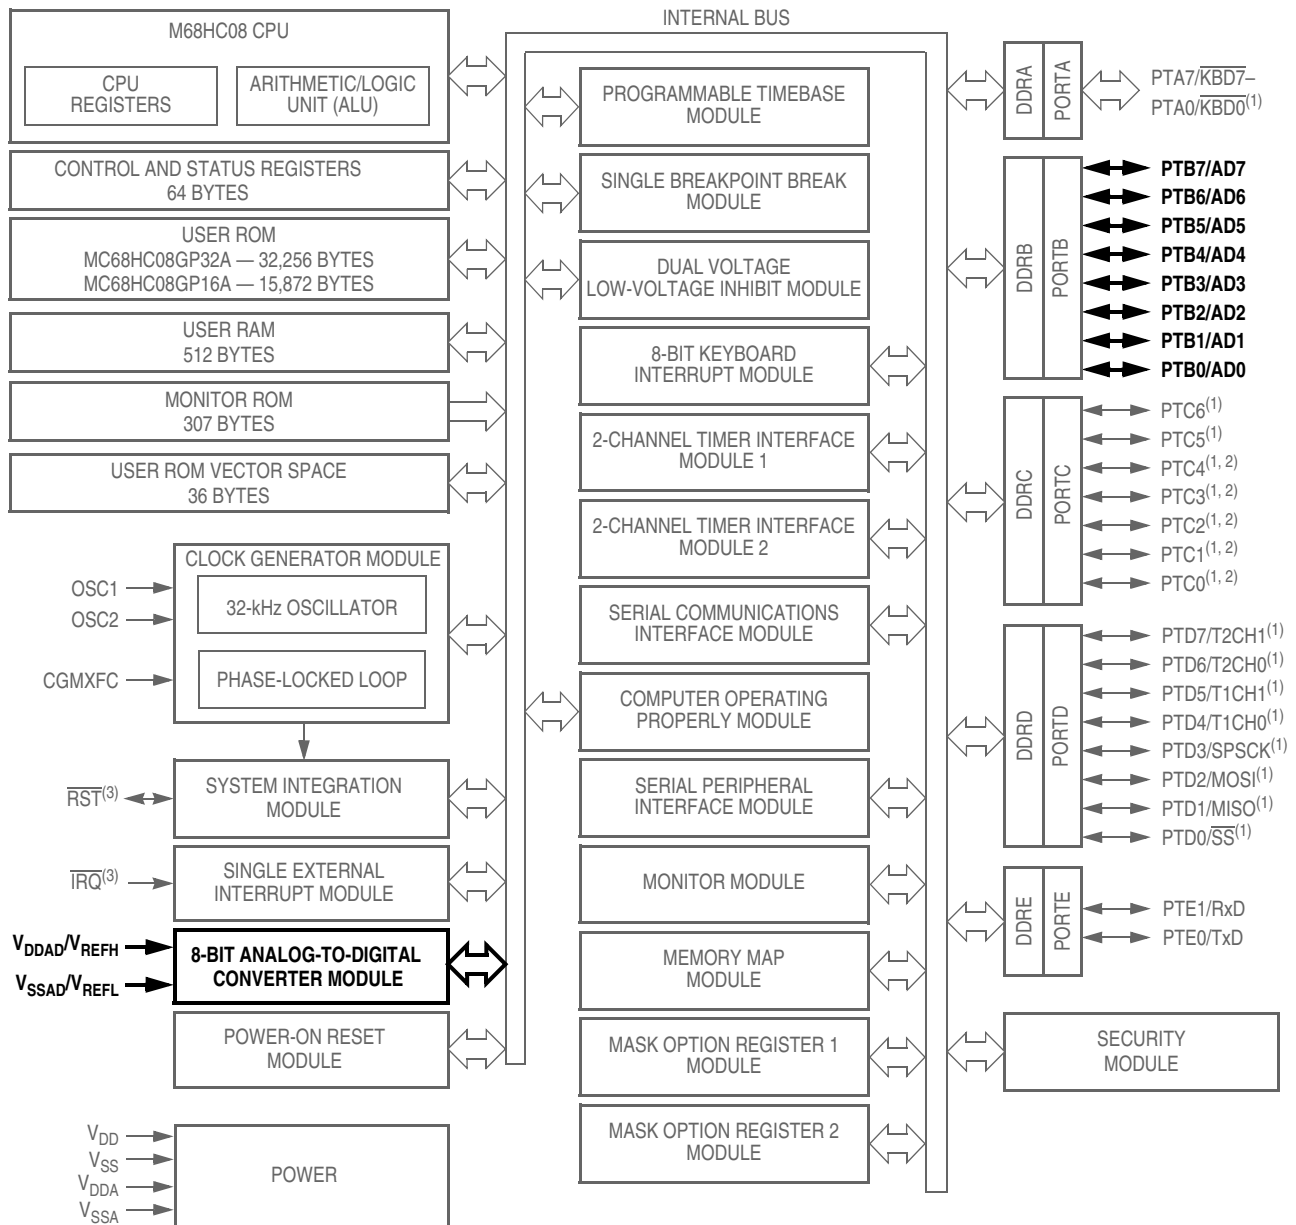 INTERNAL BUS
M68HC08 CPU
CPU
REGISTERS
ARITHMETIC/LOGIC
UNIT (ALU)
CONTROL AND STATUS REGISTERS
64 BYTES
USER ROM
MC68HC08GP32A — 32,256 BYTES
MC68HC08GP16A — 15,872 BYTES
USER RAM
512 BYTES
MONITOR ROM
307 BYTES
USER ROM VECTOR SPACE
36 BYTES
CLOCK GENERATOR MODULE
32-kHz OSCILLATOR
PHASE-LOCKED LOOP
OSC1
OSC2
CGMXFC
SYSTEM INTEGRATION
MODULE
RST(3)
SINGLE EXTERNAL
INTERRUPT MODULE
IRQ(3)
8-BIT ANALOG-TO-DIGITAL
CONVERTER MODULE
VDDAD/VREFH
VSSAD/VREFL
POWER-ON RESET
MODULE
POWER
VDD
VSS
VDDA
VSSA
PROGRAMMABLE TIMEBASE
MODULE
SINGLE BREAKPOINT BREAK
MODULE
DUAL VOLTAGE
LOW-VOLTAGE INHIBIT MODULE
8-BIT KEYBOARD
INTERRUPT MODULE
2-CHANNEL TIMER INTERFACE
MODULE 1
2-CHANNEL TIMER INTERFACE
MODULE 2
SERIAL COMMUNICATIONS
INTERFACE MODULE
COMPUTER OPERATING
PROPERLY MODULE
SERIAL PERIPHERAL
INTERFACE MODULE
MONITOR MODULE
MEMORY MAP
MODULE
MASK OPTION REGISTER 1
MODULE
MASK OPTION REGISTER 2
MODULE
DDRA
PORTA
PTA7/KBD7–
PTA0/KBD0(1)
DDRB
PORTB
PTB7/AD7
PTB6/AD6
PTB5/AD5
PTB4/AD4
PTB3/AD3
PTB2/AD2
PTB1/AD1
PTB0/AD0
DDRC
PORTC
PTC6(1)
PTC5(1)
PTC4(1, 2)
PTC3(1, 2)
PTC2(1, 2)
PTC1(1, 2)
PTC0(1, 2)
DDRD
PORTD
PTD7/T2CH1(1)
PTD6/T2CH0(1)
PTD5/T1CH1(1)
PTD4/T1CH0(1)
PTD3/SPSCK(1)
PTD2/MOSI(1)
PTD1/MISO(1)
PTD0/SS(1)
DDRE
PORTE
PTE1/RxD
PTE0/TxD
SECURITY
MODULE